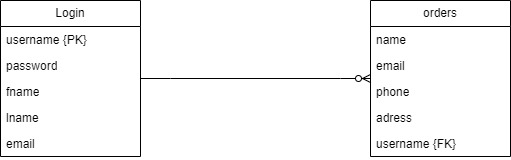 Login
username {PK}
password
fname
lname
email
orders
name
email
phone
adress
username {FK}